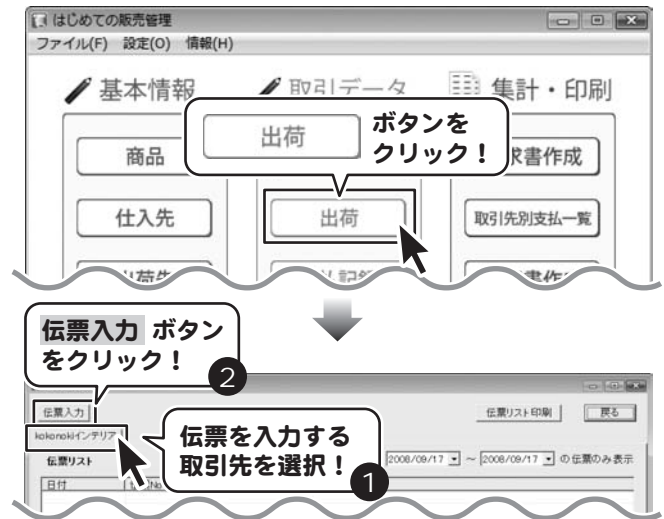 はじめての販売管理
ファイル(F) 設定(O) 情報(H)
基本情報
取引データ
集計・印刷
出荷
ボタンを
クリック！
商品
求書作成
仕入先
出荷
取引先別支払一覧
伝票入力 ボタン
をクリック！
2
伝票入力
伝票リスト印刷
戻る
kokonokiインテリア
伝票を入力する
取引先を選択！
1
伝票リスト
2008/09/17 ～ 2008/09/17 の伝票のみ表示
日付